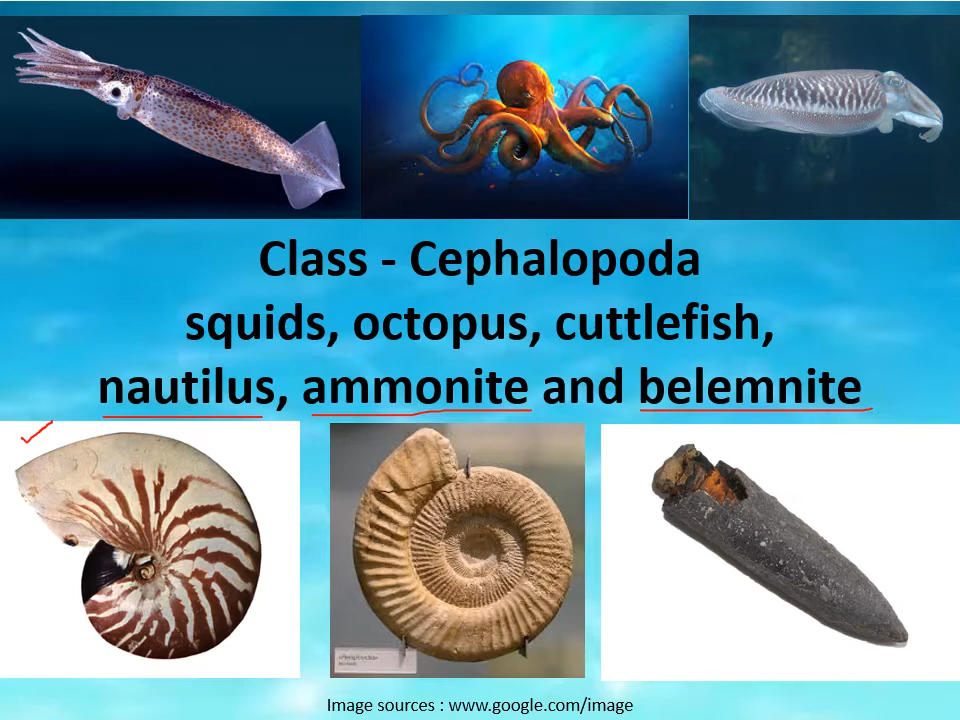 Class - Cephalopoda
squids, octopus, cuttlefish,
nautilus, ammonite and belemnite
Image sources : www.google.com/image